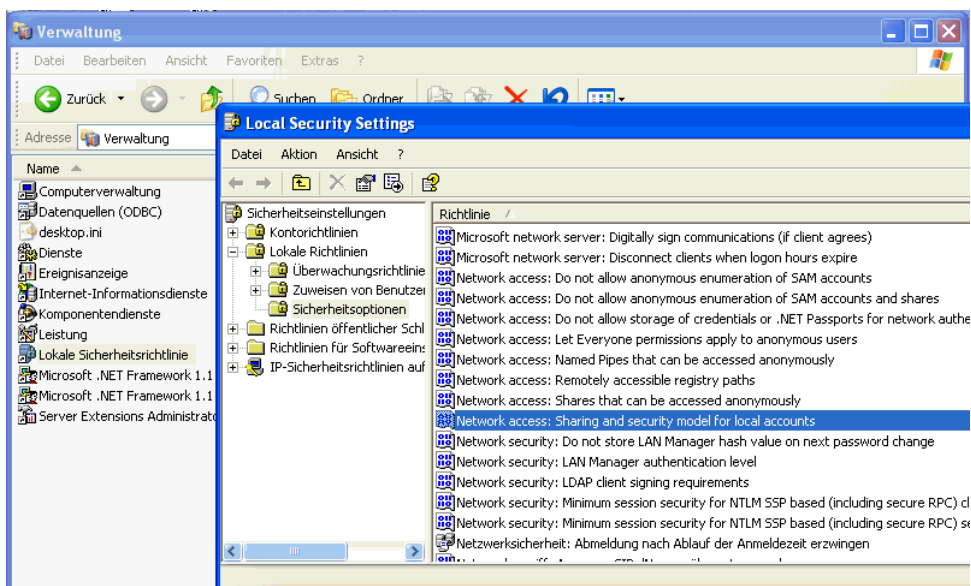 Verwaltung
Datei Bearbeiten Ansicht Favoriten Extras ?
Zurück Suchen Ordner
Adresse Verwaltung
Name
Computerverwaltung
Datenquellen (ODBC)
desktop.ini
Dienste
Ereignisanzeige
Internet-Informationsdienste
Komponentendienste
Leistung
Lokale Sicherheitsrichtlinie
Microsoft .NET Framework 1.1
Microsoft .NET Framework 1.1
Server Extensions Administrato
Local Security Settings
Datei Aktion Ansicht ?
Sicherheitseinstellungen
Kontorichtlinien
Lokale Richtlinien
Überwachungsrichtlinie
Zuweisen von Benutzer
Sicherheitsoptionen
Richtlinien öffentlicher Schl
Richtlinien für Softwareeins
IP-Sicherheitsrichtlinien auf
Richtlinie
Microsoft network server: Digitally sign communications (if client agrees)
Microsoft network server: Disconnect clients when logon hours expire
Network access: Do not allow anonymous enumeration of SAM accounts
Network access: Do not allow anonymous enumeration of SAM accounts and shares
Network access: Do not allow storage of credentials or .NET Passports for network authe
Network access: Let Everyone permissions apply to anonymous users
Network access: Named Pipes that can be accessed anonymously
Network access: Remotely accessible registry paths
Network access: Shares that can be accessed anonymously
Network access: Sharing and security model for local accounts
Network security: Do not store LAN Manager hash value on next password change
Network security: LAN Manager authentication level
Network security: LDAP client signing requirements
Network security: Minimum session security for NTLM SSP based (including secure RPC) cl
Network security: Minimum session security for NTLM SSP based (including secure RPC) se
Netzwerksicherheit: Abmeldung nach Ablauf der Anmeldezeit erzwingen